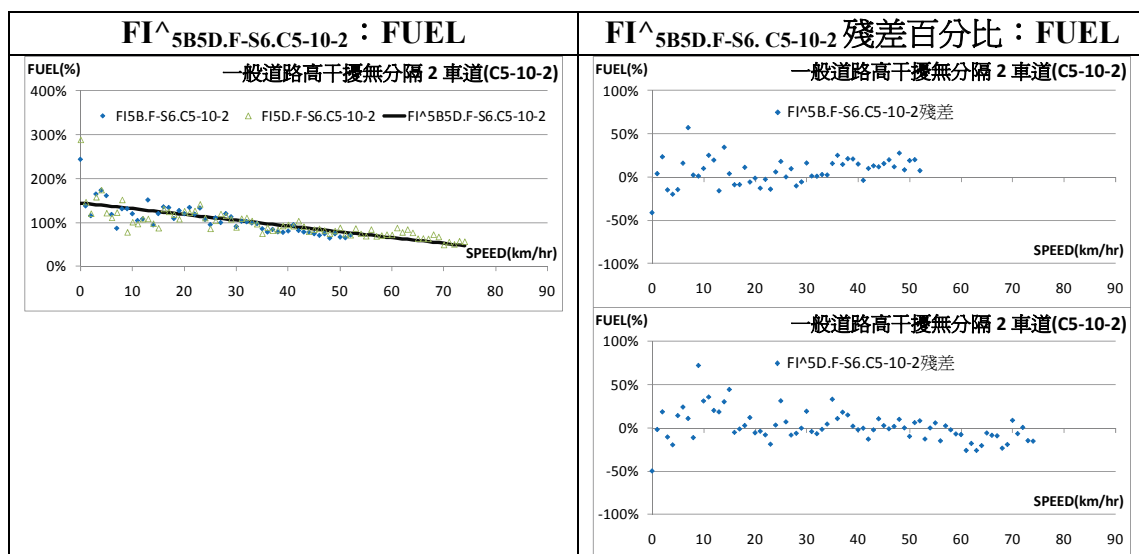 FI^5B5D.F-S6.C5-10-2：FUEL
FI^5B5D.F-S6. C5-10-2 殘差百分比：FUEL
FUEL(%)
一般道路高干擾無分隔 2 車道(C5-10-2)
400%
FI5B.F-S6.C5-10-2 FI5D.F-S6.C5-10-2 FI^5B5D.F-S6.C5-10-2
300%
200%
100%
0%
SPEED(km/hr)
0 10 20 30 40 50 60 70 80 90
FUEL(%)
一般道路高干擾無分隔 2 車道(C5-10-2)
100%
FI^5B.F-S6.C5-10-2殘差
50%
0%
-50%
SPEED(km/hr)
-100%
0 10 20 30 40 50 60 70 80 90
FUEL(%)
一般道路高干擾無分隔 2 車道(C5-10-2)
100%
FI^5D.F-S6.C5-10-2殘差
50%
0%
-50%
SPEED(km/hr)
-100%
0 10 20 30 40 50 60 70 80 90